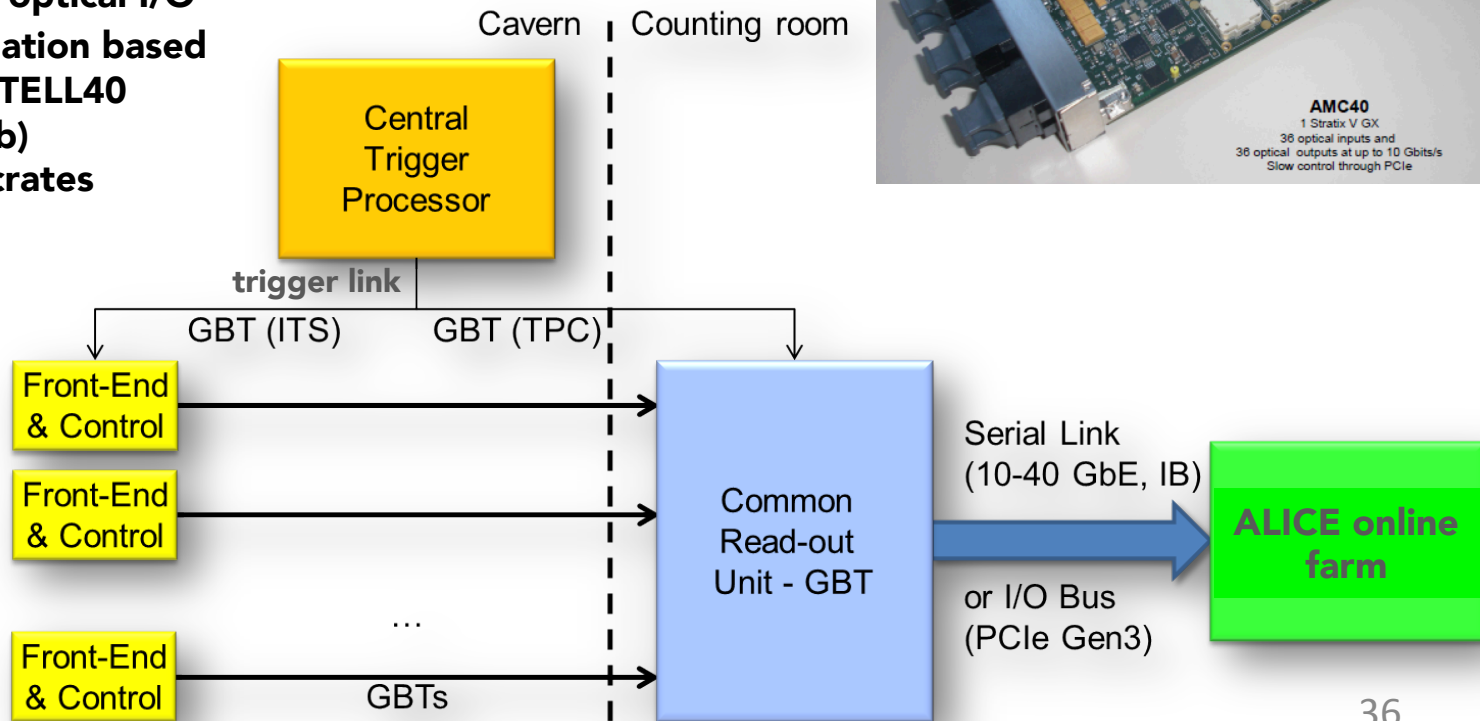 optical I/O
ation based
TELL40
b)
crates
Cavern
Counting room
AMC40
1 Stratix V GX
36 optical inputs and
36 optical outputs at up to 10 Gbits/s
Slow control through PCIe
Central
Trigger
Processor
trigger link
GBT (ITS)
GBT (TPC)
Front-End
& Control
Front-End
& Control
...
Front-End
& Control
GBTs
Common
Read-out
Unit - GBT
Serial Link
(10-40 GbE, IB)
or I/O Bus
(PCIe Gen3)
ALICE online
farm
36